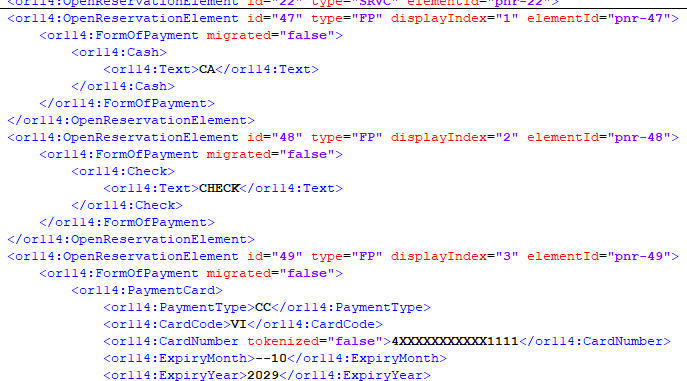 <or114:OpenReservationElement id="22" type="SRVC" elementId="pnr-22">
<or114:OpenReservationElement id="47" type="FP" displayIndex="1" elementId="pnr-47">
<or114:FormOfPayment migrated="false">
<or114:Cash>
<or114:Text>CA</or114:Text>
</or114:Cash>
</or114:FormOfPayment>
</or114:OpenReservationElement>
<or114:OpenReservationElement id="48" type="FP" displayIndex="2" elementId="pnr-48">
<or114:FormOfPayment migrated="false">
<or114:Check>
<or114:Text>CHECK</or114:Text>
</or114:Check>
</or114:FormOfPayment>
</or114:OpenReservationElement>
<or114:OpenReservationElement id="49" type="FP" displayIndex="3" elementId="pnr-49">
<or114:FormOfPayment migrated="false">
<or114:PaymentCard>
<or114:PaymentType>CC</or114:PaymentType>
<or114:CardCode>VI</or114:CardCode>
<or114:CardNumber tokenized="false">4XXXXXXXXXXX1111</or114:CardNumber>
<or114:ExpiryMonth>--10</or114:ExpiryMonth>
<or114:ExpiryYear>2029</or114:ExpiryYear>